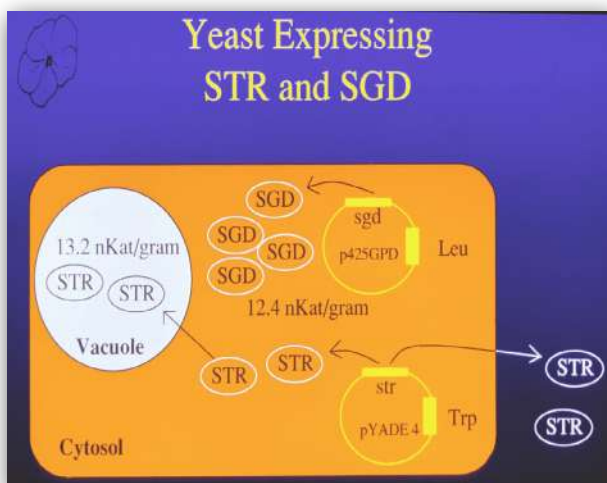 Yeast Expressing
STR and SGD
SGD
sgd
SGD
SGD
p425GPD
Leu
13.2 nKat/gram
STR
STR
SGD
12.4 nKat/gram
Vacuole
STR
STR
str
STR
pYADE 4
Trp
STR
Cytosol